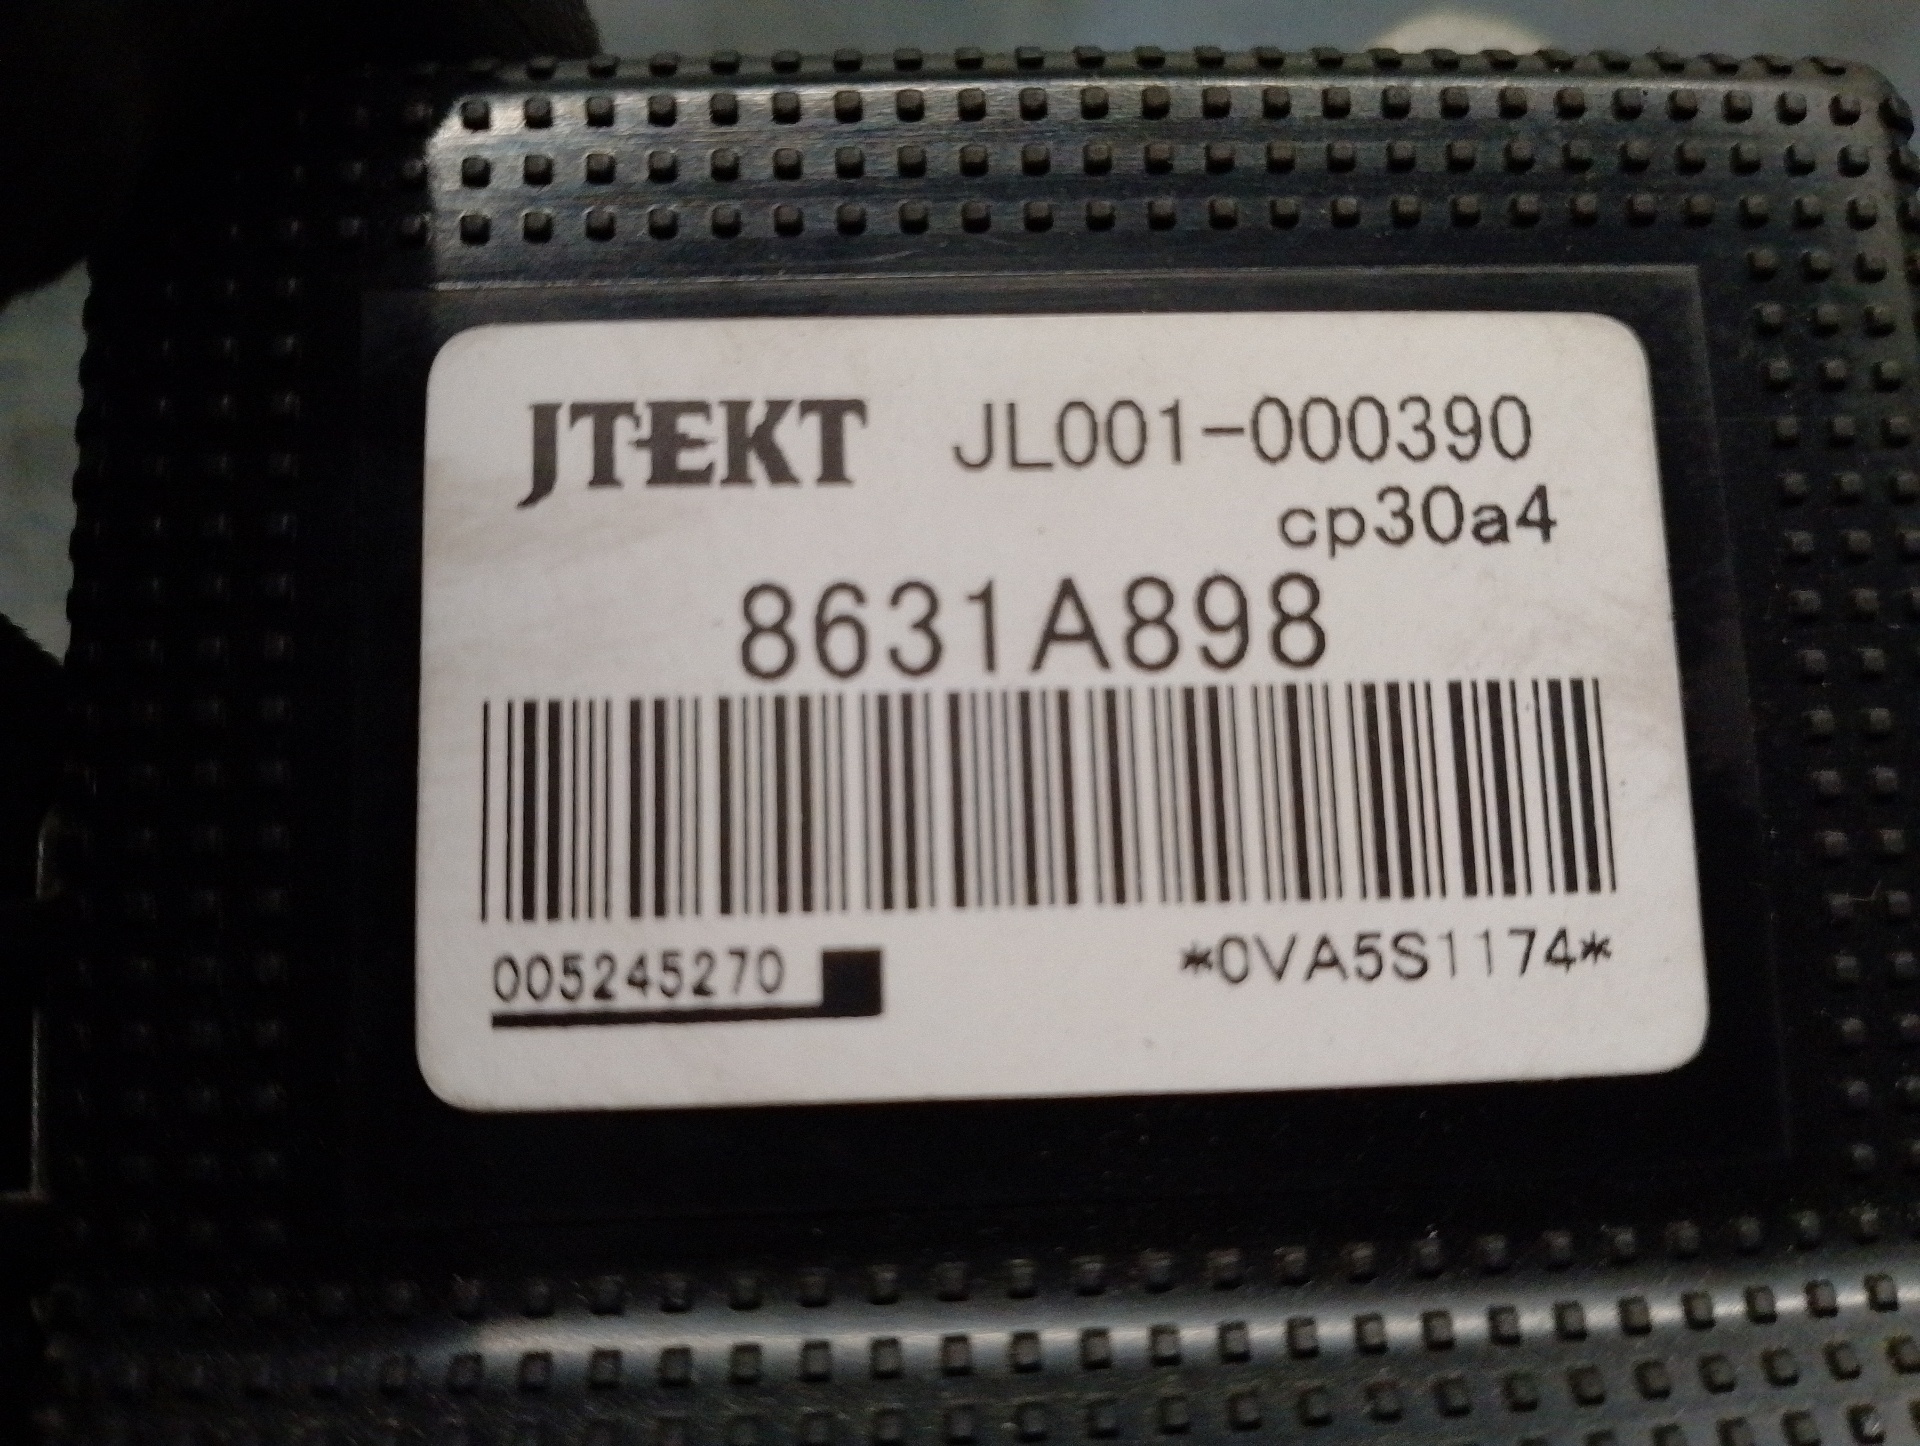 JTEKT JL001-000390
cp30a4
8631A898
005245270 *0VA5S1174*